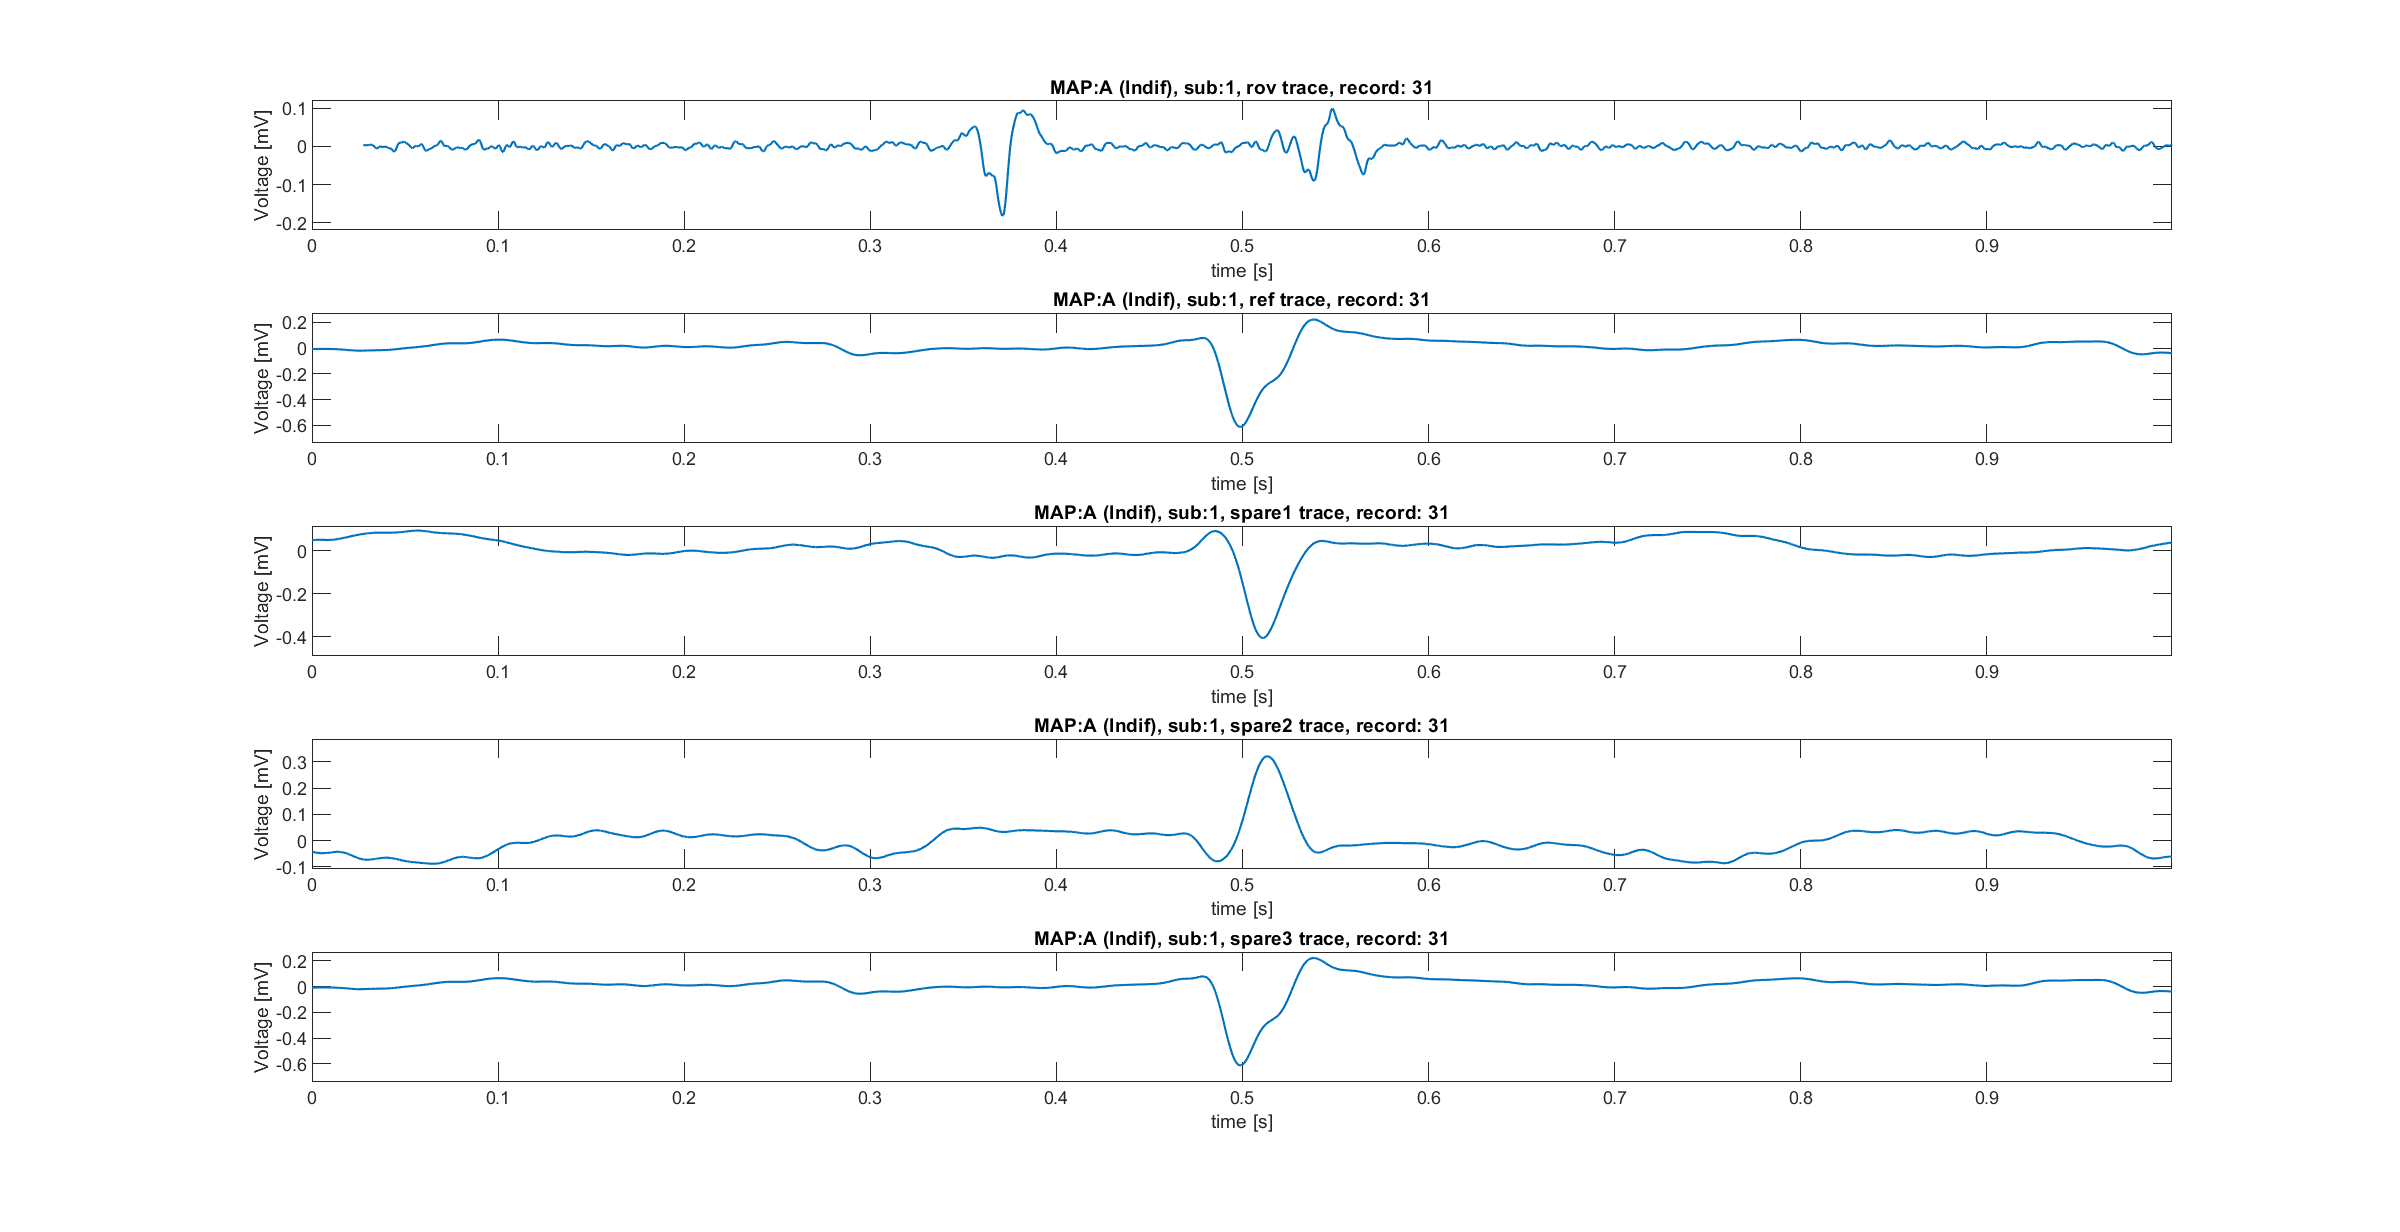 MAP:A (Indif), sub:1, rov trace, record: 31
Voltage [mV]
0.1
0
-0.1
-0.2
0 0.1 0.2 0.3 0.4 0.5 0.6 0.7 0.8 0.9
time [s]
MAP:A (Indif), sub:1, ref trace, record: 31
Voltage [mV]
0.2
0
-0.2
-0.4
-0.6
0 0.1 0.2 0.3 0.4 0.5 0.6 0.7 0.8 0.9
time [s]
MAP:A (Indif), sub:1, spare1 trace, record: 31
Voltage [mV]
0
-0.2
-0.4
0 0.1 0.2 0.3 0.4 0.5 0.6 0.7 0.8 0.9
time [s]
MAP:A (Indif), sub:1, spare2 trace, record: 31
Voltage [mV]
0.3
0.2
0.1
0
-0.1
0 0.1 0.2 0.3 0.4 0.5 0.6 0.7 0.8 0.9
time [s]
MAP:A (Indif), sub:1, spare3 trace, record: 31
Voltage [mV]
0.2
0
-0.2
-0.4
-0.6
0 0.1 0.2 0.3 0.4 0.5 0.6 0.7 0.8 0.9
time [s]